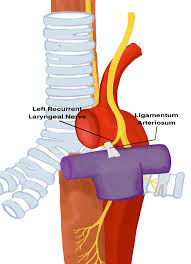 Left Recurrent
Laryngeal Nerve
Ligamentum
Arteriosum